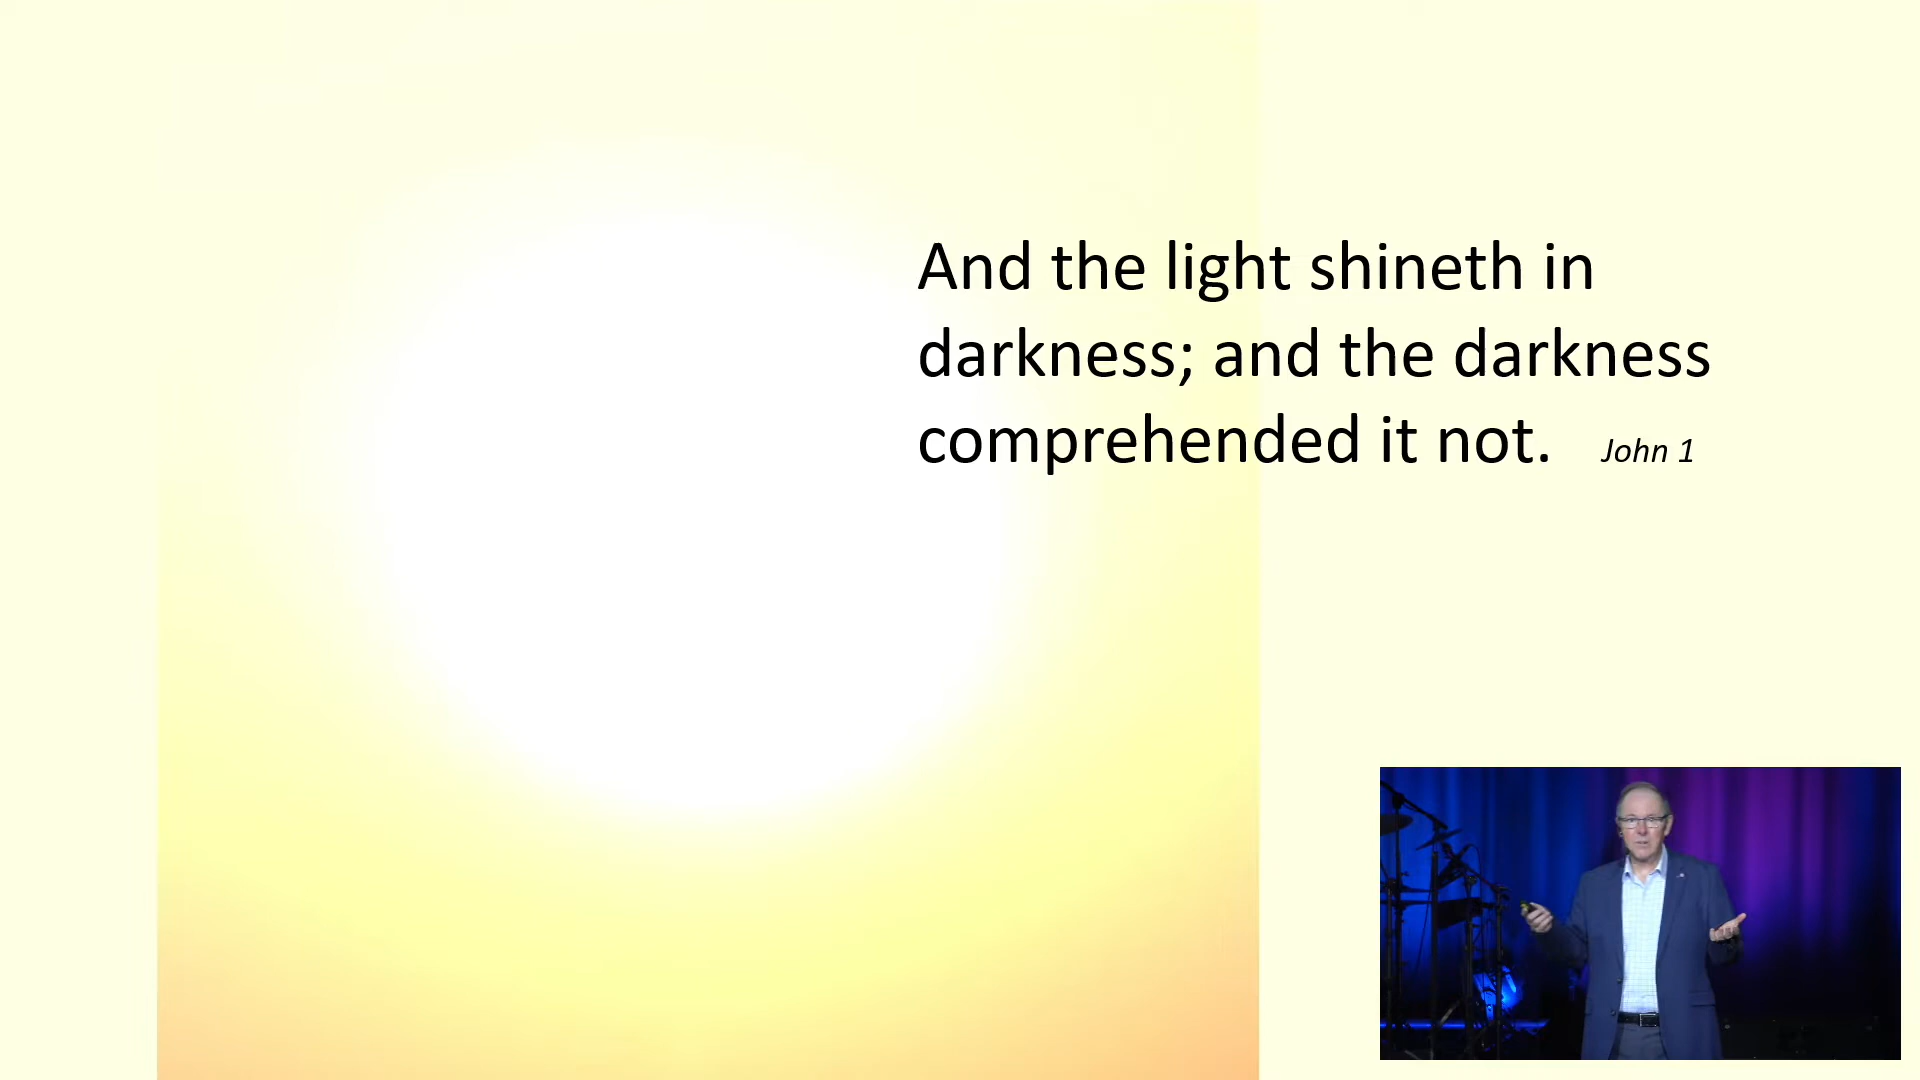 And the light shineth in
darkness; and the darkness
comprehended it not. John 1